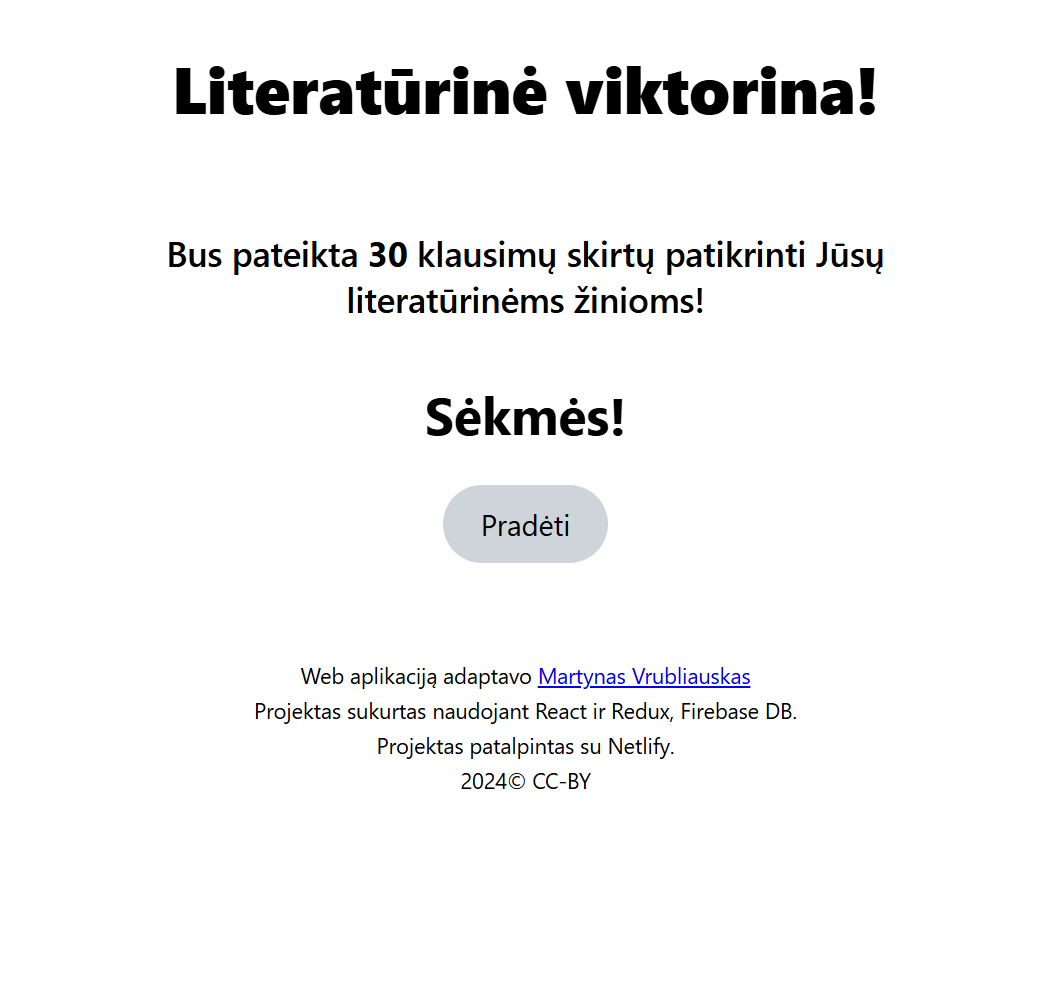 Literatūrinė viktorina!
Bus pateikta 30 klausimų skirtų patikrinti Jūsų
literatūrinėms žinioms!
Sėkmės!
Pradėti
Web aplikaciją adaptavo Martynas Vrubliauskas
Projektas sukurtas naudojant React ir Redux, Firebase DB.
Projektas patalpintas su Netlify.
2024© CC-BY